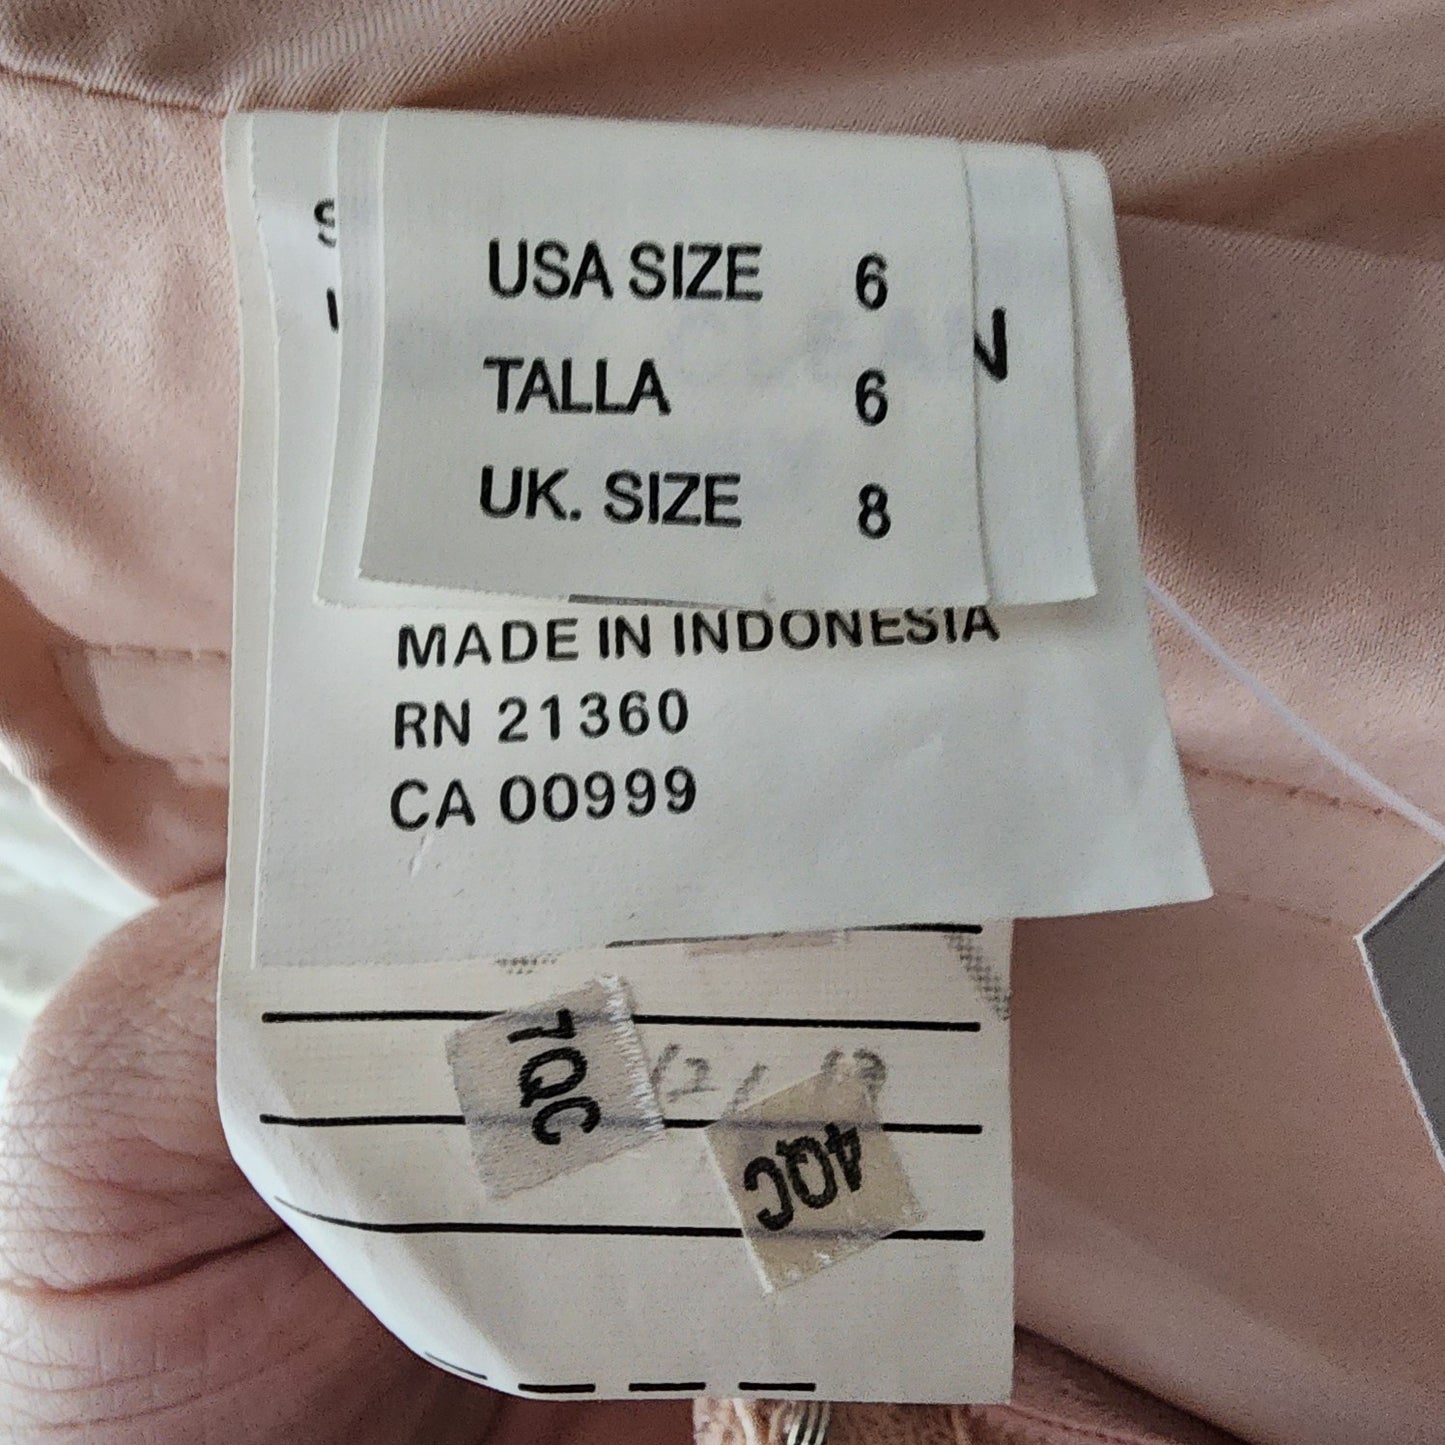 USA SIZE 6
TALLA 6
UK. SIZE 8
MADE IN INDONESIA
RN 21360
CA 00999
7QC
4QC